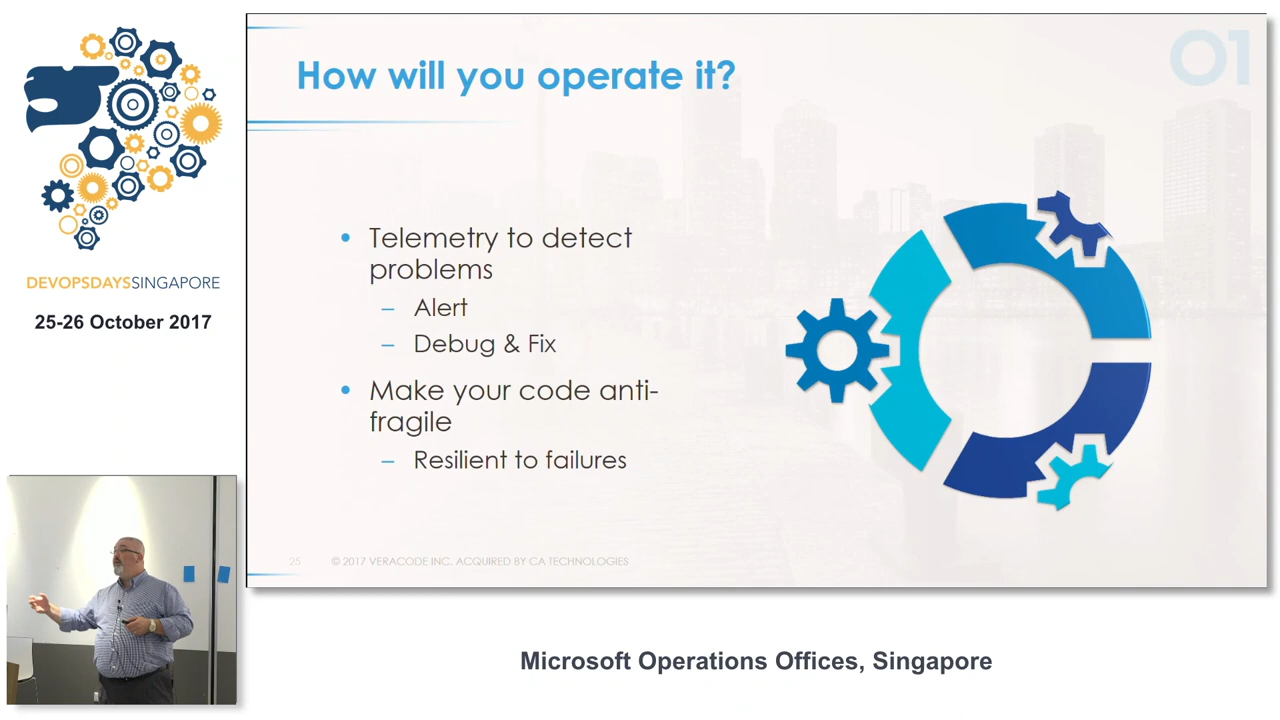 DEVOPSDAYSSINGAPORE
25-26 October 2017
How will you operate it?
01
• Telemetry to detect
problems
– Alert
– Debug & Fix
• Make your code anti-
fragile
– Resilient to failures
25 © 2017 VERACODE INC. ACQUIRED BY CA TECHNOLOGIES
Microsoft Operations Offices, Singapore